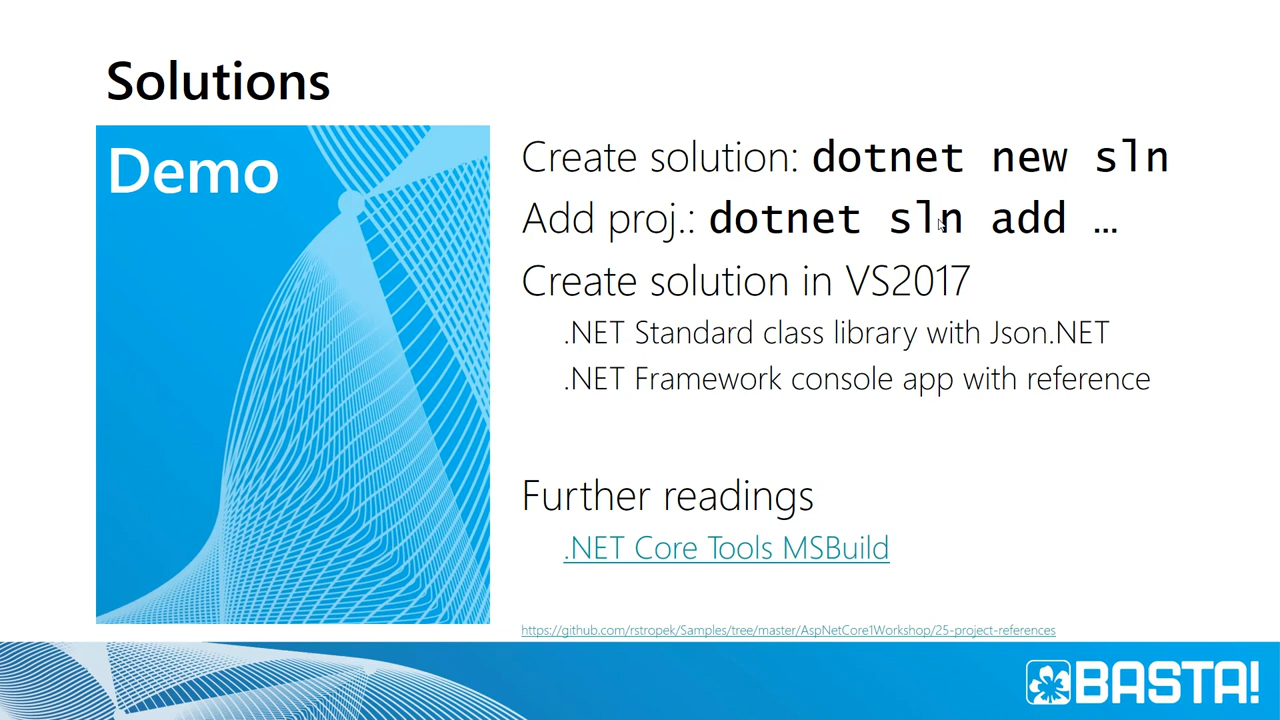 Solutions
Demo
Create solution: dotnet new sln
Add proj.: dotnet sln add …
Create solution in VS2017
.NET Standard class library with Json.NET
.NET Framework console app with reference
Further readings
.NET Core Tools MSBuild
https://github.com/rstropek/Samples/tree/master/AspNetCore1Workshop/25-project-references
BASTA!